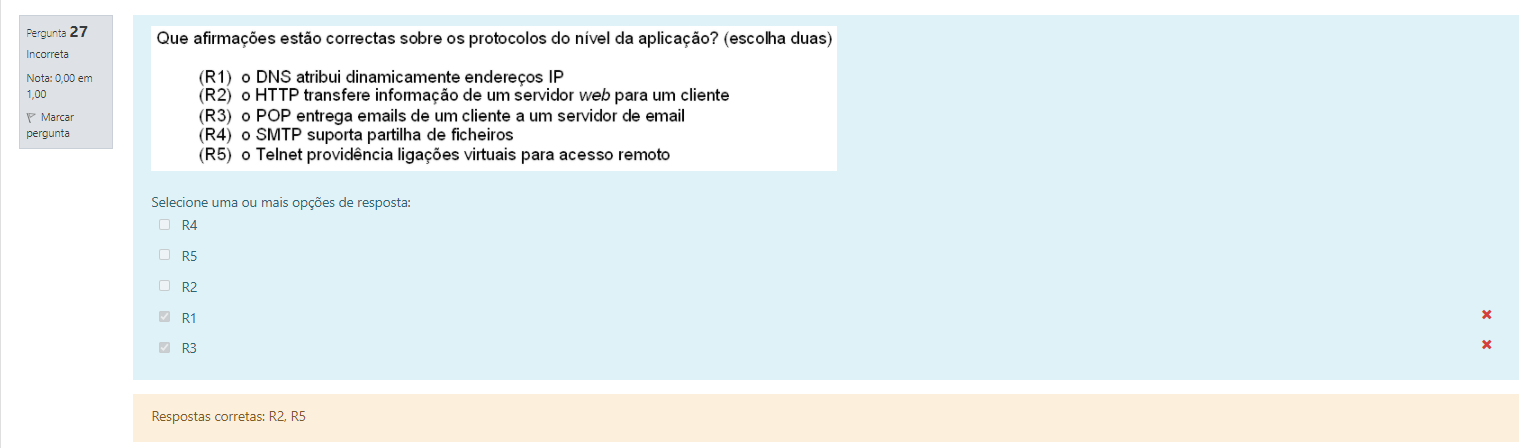 Pergunta 27
Incorreta
Nota: 0,00 em
1,00
Marcar
pergunta
Que afirmações estão correctas sobre os protocolos do nível da aplicação? (escolha duas)
(R1) o DNS atribui dinamicamente endereços IP
(R2) o HTTP transfere informação de um servidor web para um cliente
(R3) o POP entrega emails de um cliente a um servidor de email
(R4) o SMTP suporta partilha de ficheiros
(R5) o Telnet providência ligações virtuais para acesso remoto
Selecione uma ou mais opções de resposta:
R4
R5
R2
R1
R3
Respostas corretas: R2, R5